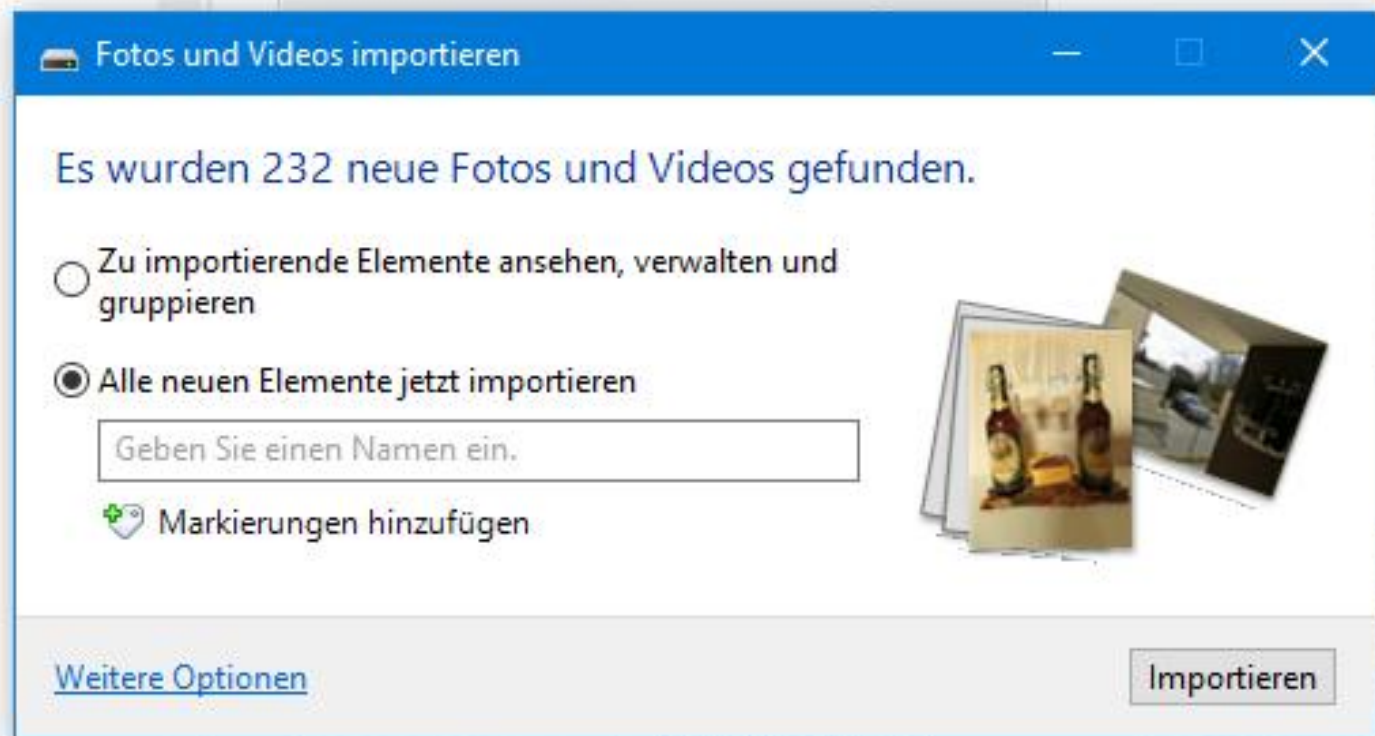 Fotos und Videos importieren
Es wurden 232 neue Fotos und Videos gefunden.
Zu importierende Elemente ansehen, verwalten und
gruppieren
Alle neuen Elemente jetzt importieren
Geben Sie einen Namen ein.
Markierungen hinzufügen
Weitere Optionen
Importieren